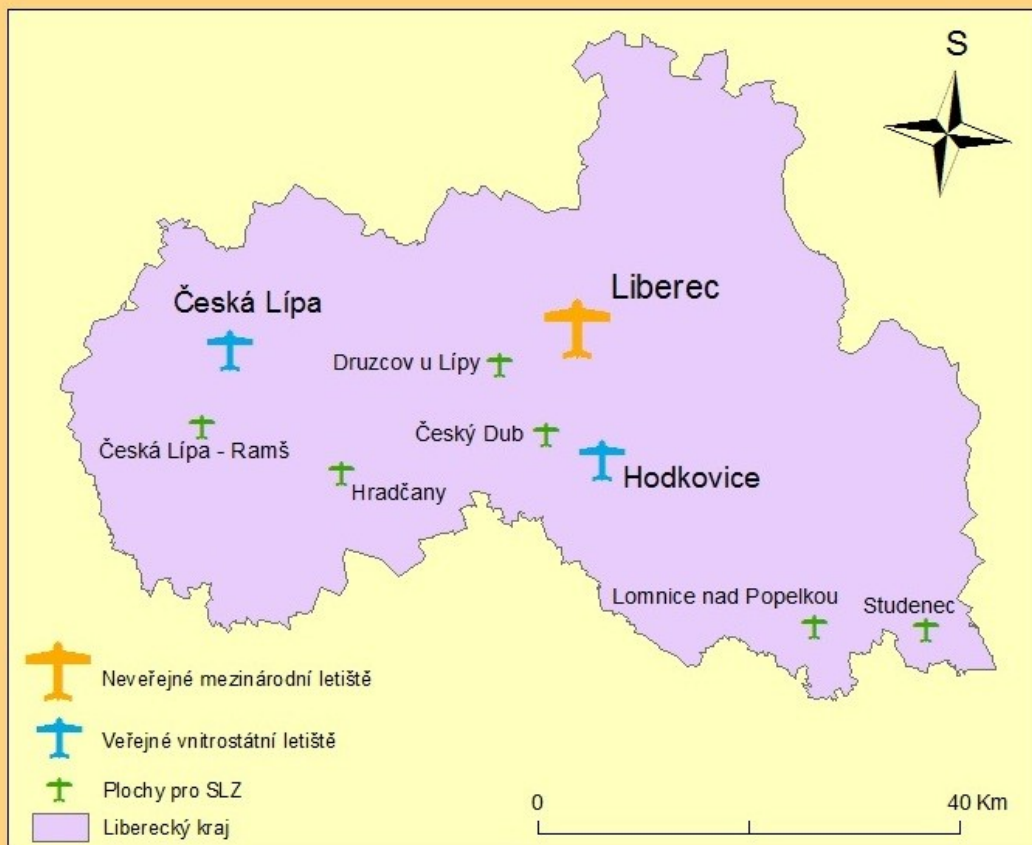 S
Česká Lípa
Liberec
Druzcov u Lípy
Český Dub
Česká Lípa - Ramš
Hradčany
Hodkovice
Lomnice nad Popelkou
Studenec
Neveřejné mezinárodní letiště
Veřejné vnitrostátní letiště
Plochy pro SLZ
Liberecký kraj
0
40 Km